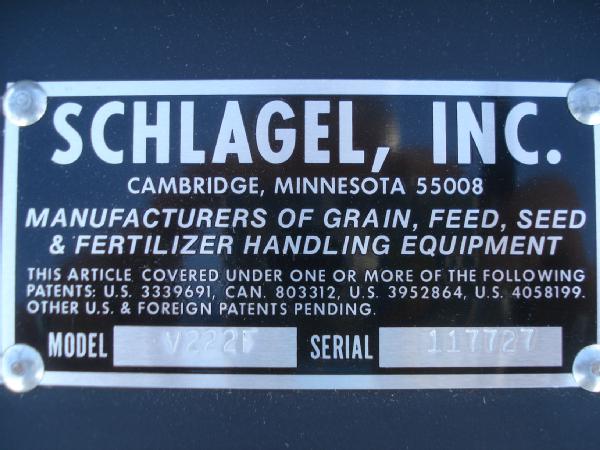 SCHLAGEL, INC.
CAMBRIDGE, MINNESOTA 55008
MANUFACTURERS OF GRAIN, FEED, SEED
& FERTILIZER HANDLING EQUIPMENT
THIS ARTICLE COVERED UNDER ONE OR MORE OF THE FOLLOWING
PATENTS: U.S. 3339691, CAN. 803312, U.S. 3952864, U.S. 4058199.
OTHER U.S. & FOREIGN PATENTS PENDING.
MODEL SERIAL 117727